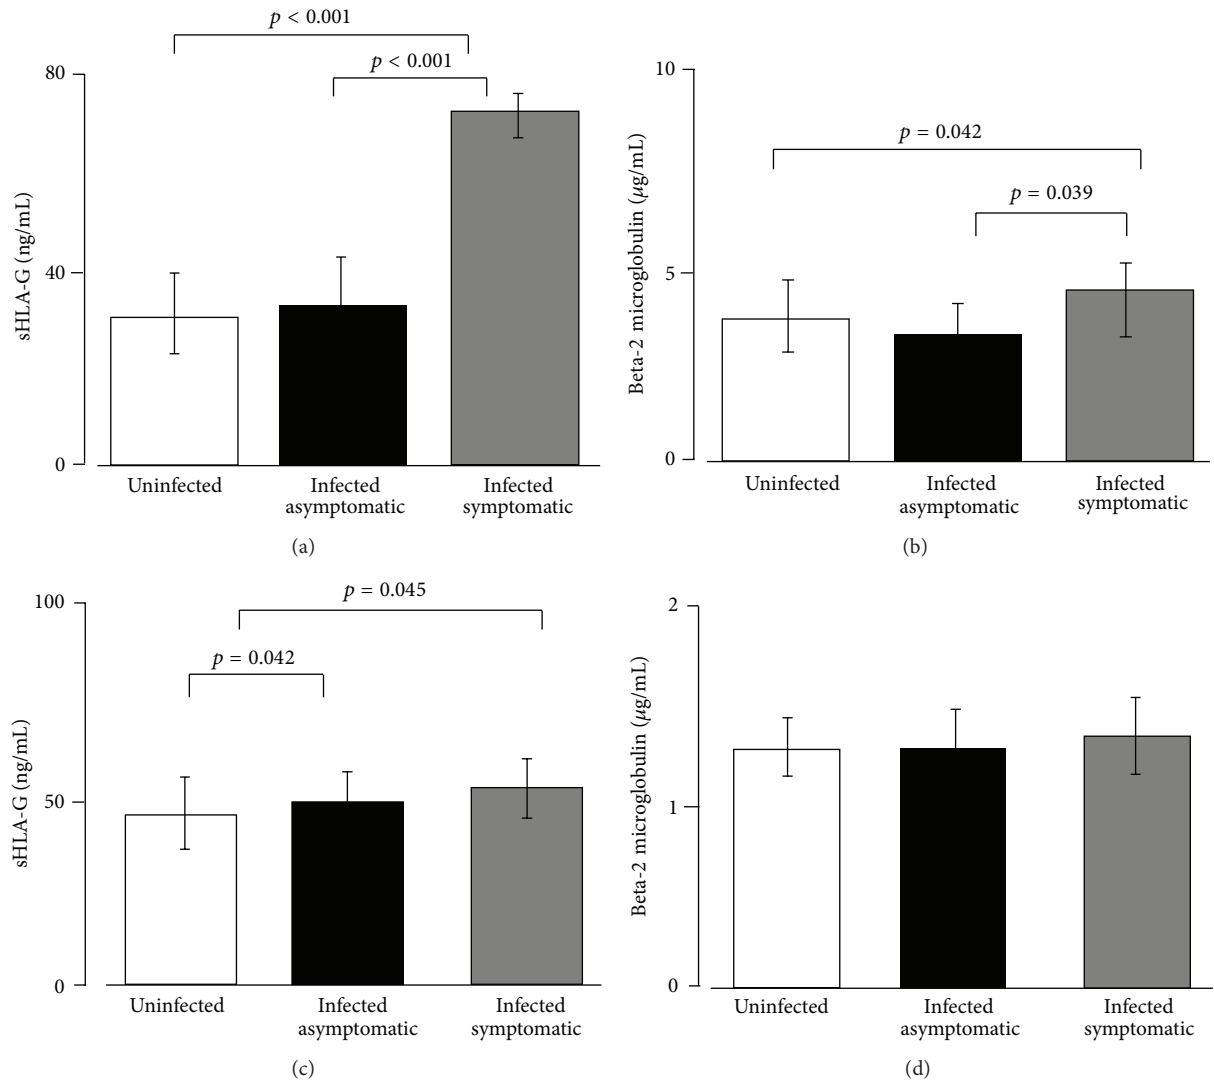 p < 0.001
p < 0.001
80
40
0
sHLA-G (ng/mL)
Uninfected
Infected
asymptomatic
Infected
symptomatic
(a)
10
5
0
Beta-2 microglobulin (μg/mL)
p = 0.042
p = 0.039
Uninfected
Infected
asymptomatic
Infected
symptomatic
(b)
100
50
0
sHLA-G (ng/mL)
p = 0.045
p = 0.042
Uninfected
Infected
asymptomatic
Infected
symptomatic
(c)
2
1
0
Beta-2 microglobulin (μg/mL)
Uninfected
Infected
asymptomatic
Infected
symptomatic
(d)